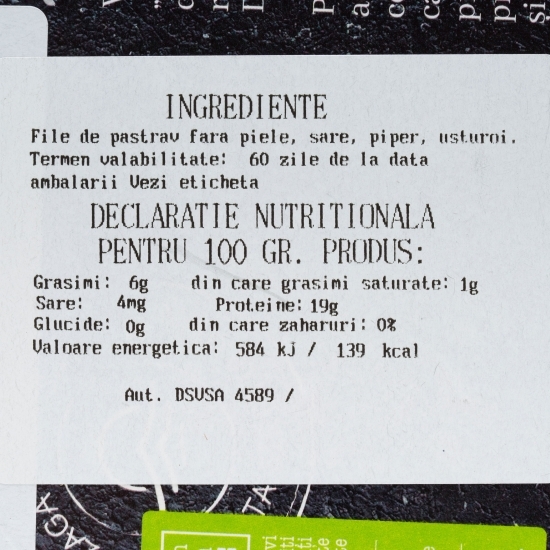 INGREDIENTE
File de pastrav fara piele, sare, piper, usturoi.
Termen valabilitate: 60 zile de la data
ambalarii Vezi eticheta
DECLARATIE NUTRITIONALA
PENTRU 100 GR. PRODUS:
Grasimi: 6g din care grasimi saturate: 1g
Sare: 4mg Proteine: 19g
Glucide: 0g din care zaharuri: 0%
Valoare energetica: 584 kJ / 139 kcal
Aut. DSVSA 4589 /